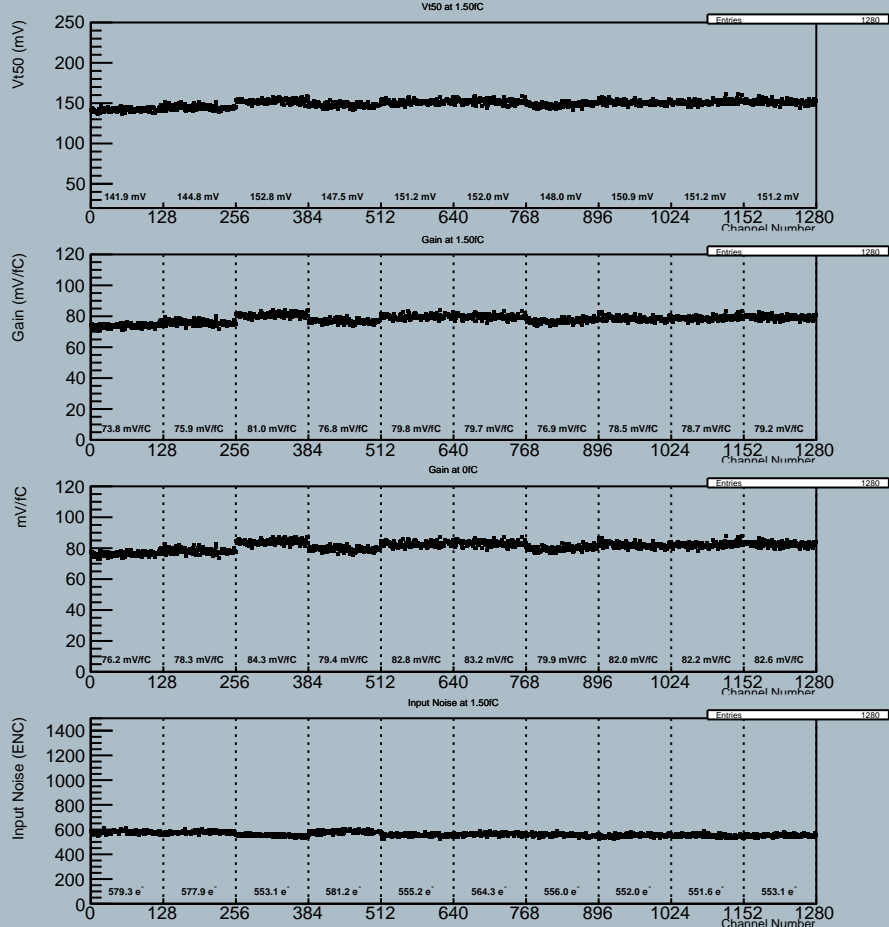 Vt50 at 1.50fC
Entries 1280
Vt50 (mV)
250
200
150
100
50
141.9 mV 144.8 mV 152.8 mV 147.5 mV 151.2 mV 152.0 mV 148.0 mV 150.9 mV 151.2 mV 151.2 mV
0 128 256 384 512 640 768 896 1024 1152 1280
Channel Number
Gain at 1.50fC
Entries 1280
Gain (mV/fC)
120
100
80
60
40
20
0
73.8 mV/fC 75.9 mV/fC 81.0 mV/fC 76.8 mV/fC 79.8 mV/fC 79.7 mV/fC 76.9 mV/fC 78.5 mV/fC 78.7 mV/fC 79.2 mV/fC
0 128 256 384 512 640 768 896 1024 1152 1280
Channel Number
Gain at 0fC
Entries 1280
mV/fC
120
100
80
60
40
20
0
76.2 mV/fC 78.3 mV/fC 84.3 mV/fC 79.4 mV/fC 82.8 mV/fC 83.2 mV/fC 79.9 mV/fC 82.0 mV/fC 82.2 mV/fC 82.6 mV/fC
0 128 256 384 512 640 768 896 1024 1152 1280
Channel Number
Input Noise at 1.50fC
Entries 1280
Input Noise (ENC)
1400
1200
1000
800
600
400
200
0
579.3 e⁻ 577.9 e⁻ 553.1 e⁻ 581.2 e⁻ 555.2 e⁻ 564.3 e⁻ 556.0 e⁻ 552.0 e⁻ 551.6 e⁻ 553.1 e⁻
0 128 256 384 512 640 768 896 1024 1152 1280
Channel Number